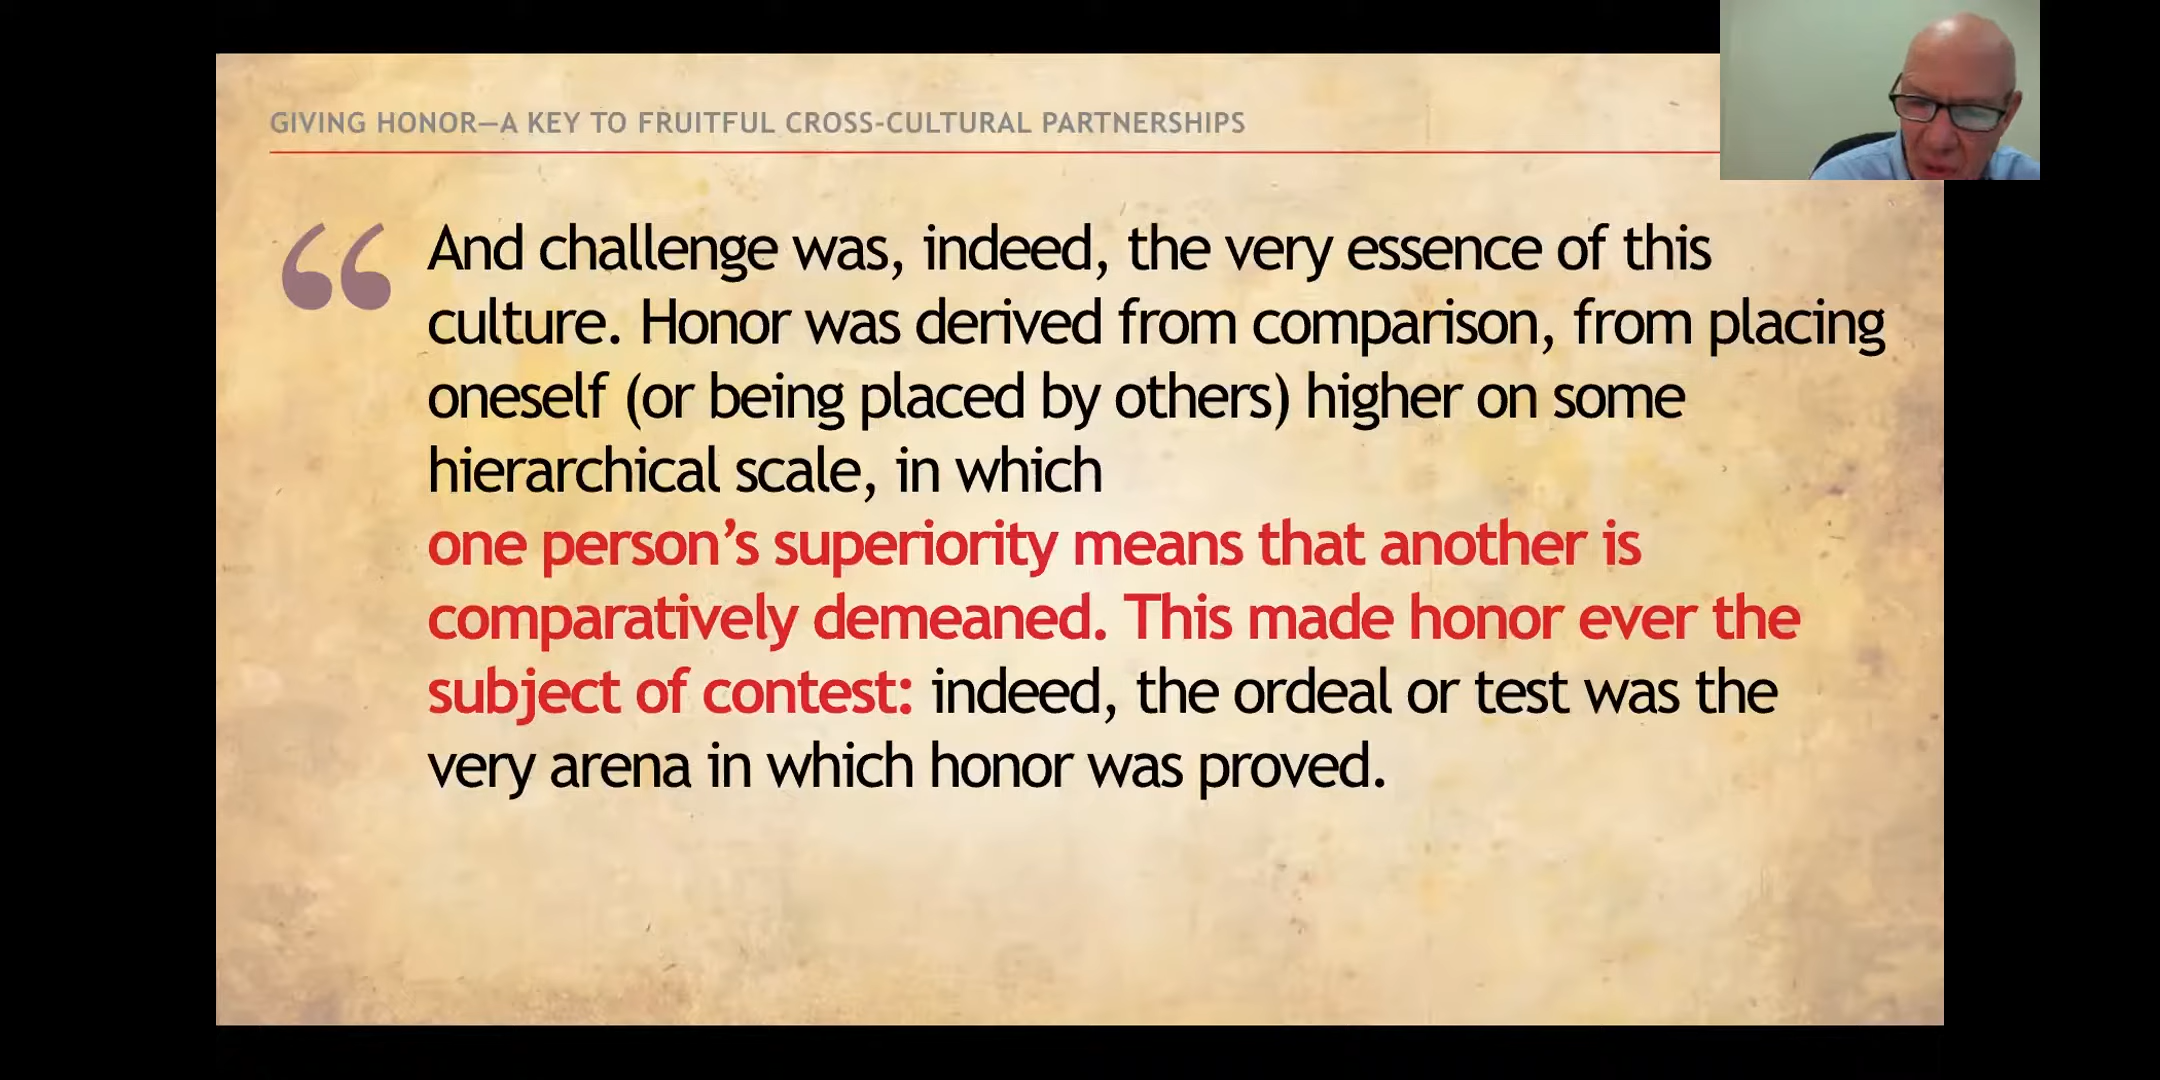 GIVING HONOR—A KEY TO FRUITFUL CROSS-CULTURAL PARTNERSHIPS
“ And challenge was, indeed, the very essence of this
culture. Honor was derived from comparison, from placing
oneself (or being placed by others) higher on some
hierarchical scale, in which
one person’s superiority means that another is
comparatively demeaned. This made honor ever the
subject of contest: indeed, the ordeal or test was the
very arena in which honor was proved.